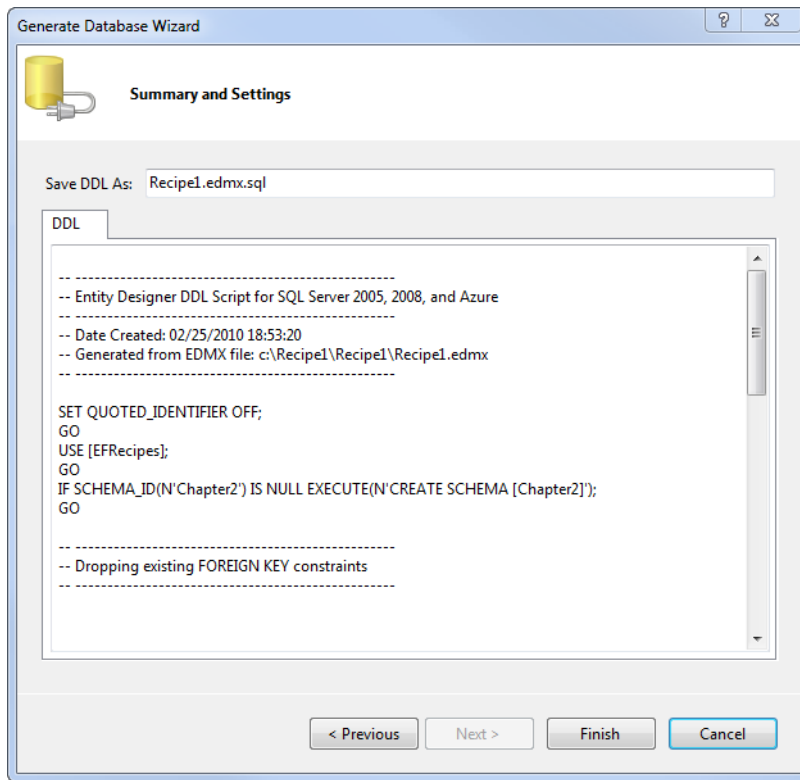 Generate Database Wizard
Summary and Settings
Save DDL As: Recipe1.edmx.sql
DDL
-- --------------------------------------------------
-- Entity Designer DDL Script for SQL Server 2005, 2008, and Azure
-- --------------------------------------------------
-- Date Created: 02/25/2010 18:53:20
-- Generated from EDMX file: c:\Recipe1\Recipe1\Recipe1.edmx
-- --------------------------------------------------
SET QUOTED_IDENTIFIER OFF;
GO
USE [EFRecipes];
GO
IF SCHEMA_ID(N'Chapter2') IS NULL EXECUTE(N'CREATE SCHEMA [Chapter2]');
GO
-- --------------------------------------------------
-- Dropping existing FOREIGN KEY constraints
-- --------------------------------------------------
< Previous Next > Finish Cancel